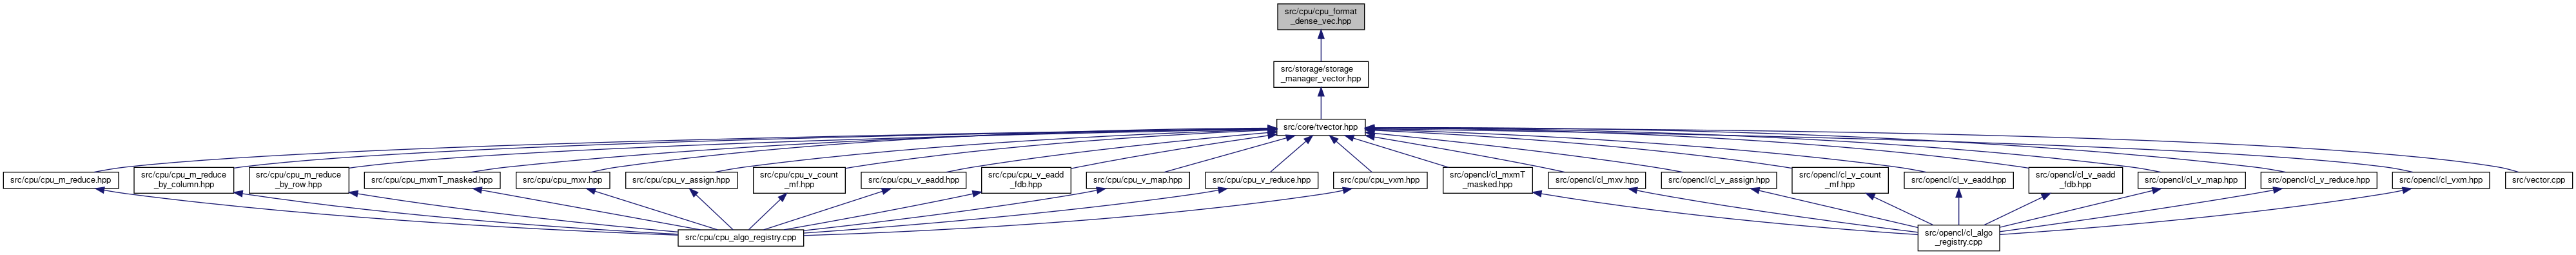 src/cpu/cpu_format
_dense_vec.hpp
src/storage/storage
_manager_vector.hpp
src/core/tvector.hpp
src/cpu/cpu_m_reduce.hpp
src/cpu/cpu_m_reduce
_by_column.hpp
src/cpu/cpu_m_reduce
_by_row.hpp
src/cpu/cpu_mxmT_masked.hpp
src/cpu/cpu_mxv.hpp
src/cpu/cpu_v_assign.hpp
src/cpu/cpu_v_count
_mf.hpp
src/cpu/cpu_v_eadd.hpp
src/cpu/cpu_v_eadd
_fdb.hpp
src/cpu/cpu_v_map.hpp
src/cpu/cpu_v_reduce.hpp
src/cpu/cpu_vxm.hpp
src/opencl/cl_mxmT
_masked.hpp
src/opencl/cl_mxv.hpp
src/opencl/cl_v_assign.hpp
src/opencl/cl_v_count
_mf.hpp
src/opencl/cl_v_eadd.hpp
src/opencl/cl_v_eadd
_fdb.hpp
src/opencl/cl_v_map.hpp
src/opencl/cl_v_reduce.hpp
src/opencl/cl_vxm.hpp
src/vector.cpp
src/cpu/cpu_algo_registry.cpp
src/opencl/cl_algo
_registry.cpp